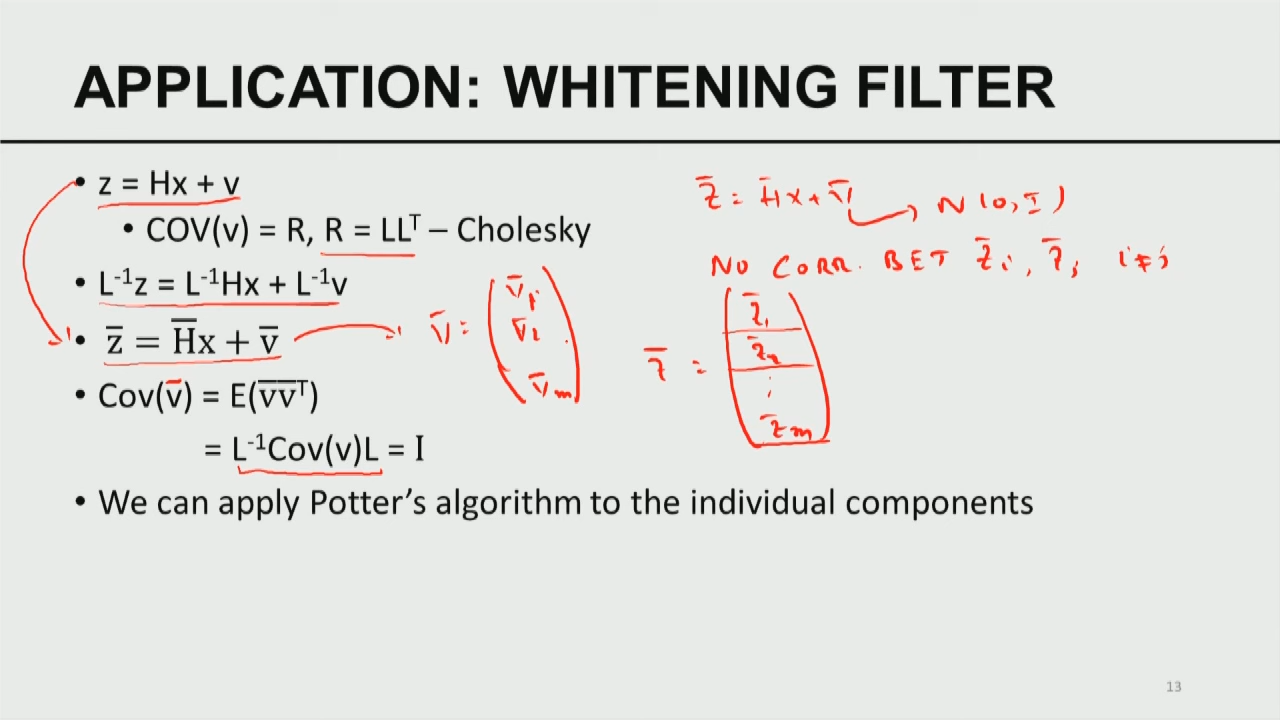 APPLICATION: WHITENING FILTER
• z = Hx + v
• COV(v) = R, R = LLᵀ – Cholesky
• L⁻¹z = L⁻¹Hx + L⁻¹v
• z̅ = H̅x + v̅
• Cov(v̅) = E(v̅v̅ᵀ)
= L⁻¹Cov(v)L = I
• We can apply Potter's algorithm to the individual components
z̅ = H̅x + v̅ → N(0, I)
NO CORR. BET z̅ᵢ, z̅ⱼ i≠j
v̅ = ( v̅₁
v̅₂
v̅ₘ )
z̅ = ( z̅₁
z̅₂
⋮
z̅ₘ )
13